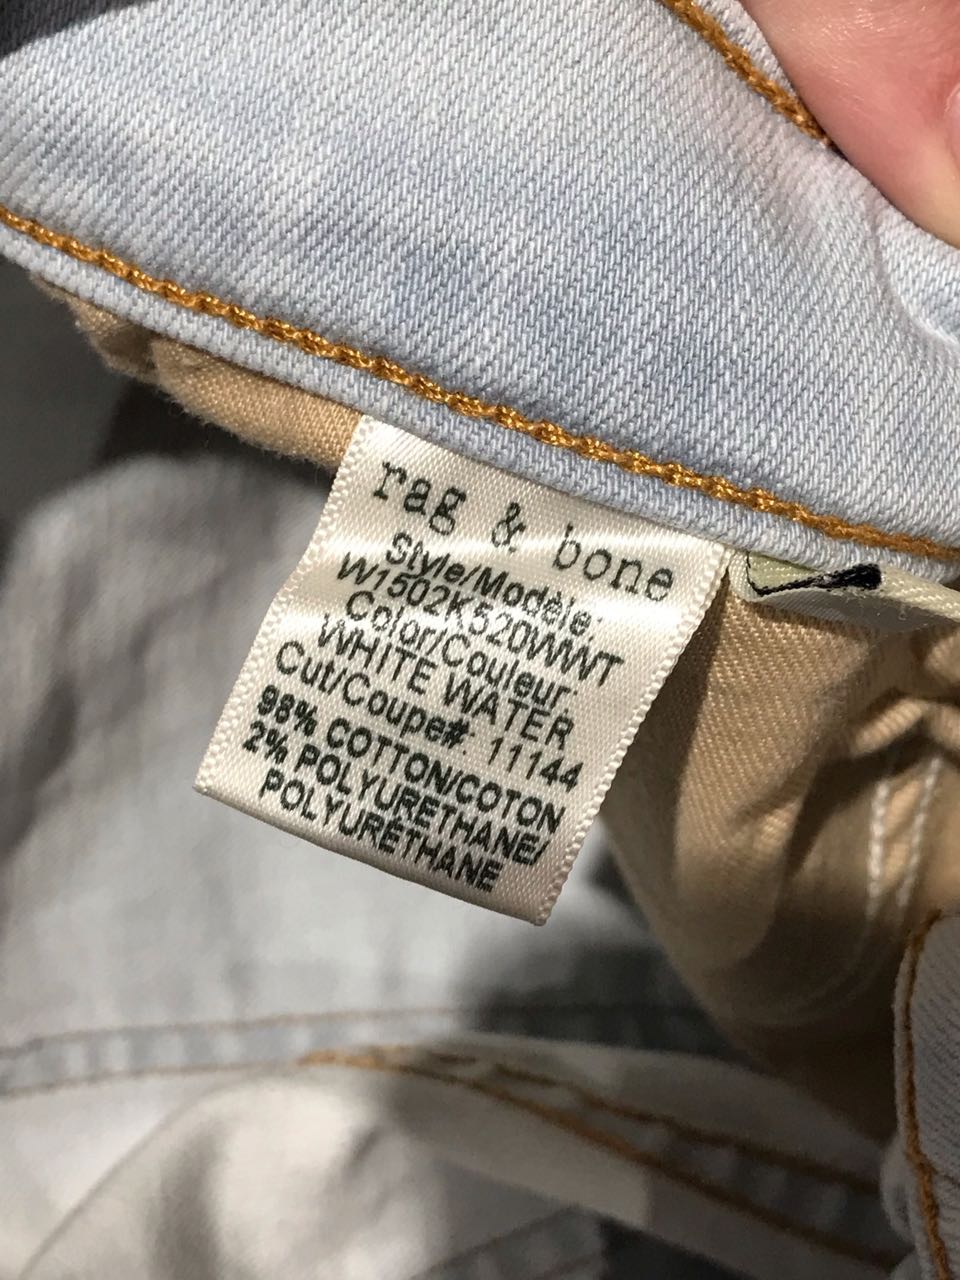 rag & bone
Style/Modèle:
W1502K520WWT
Color/Couleur:
WHITE WATER
Cut/Coupe#: 11144
98% COTTON/COTON
2% POLYURETHANE/
POLYURÉTHANE